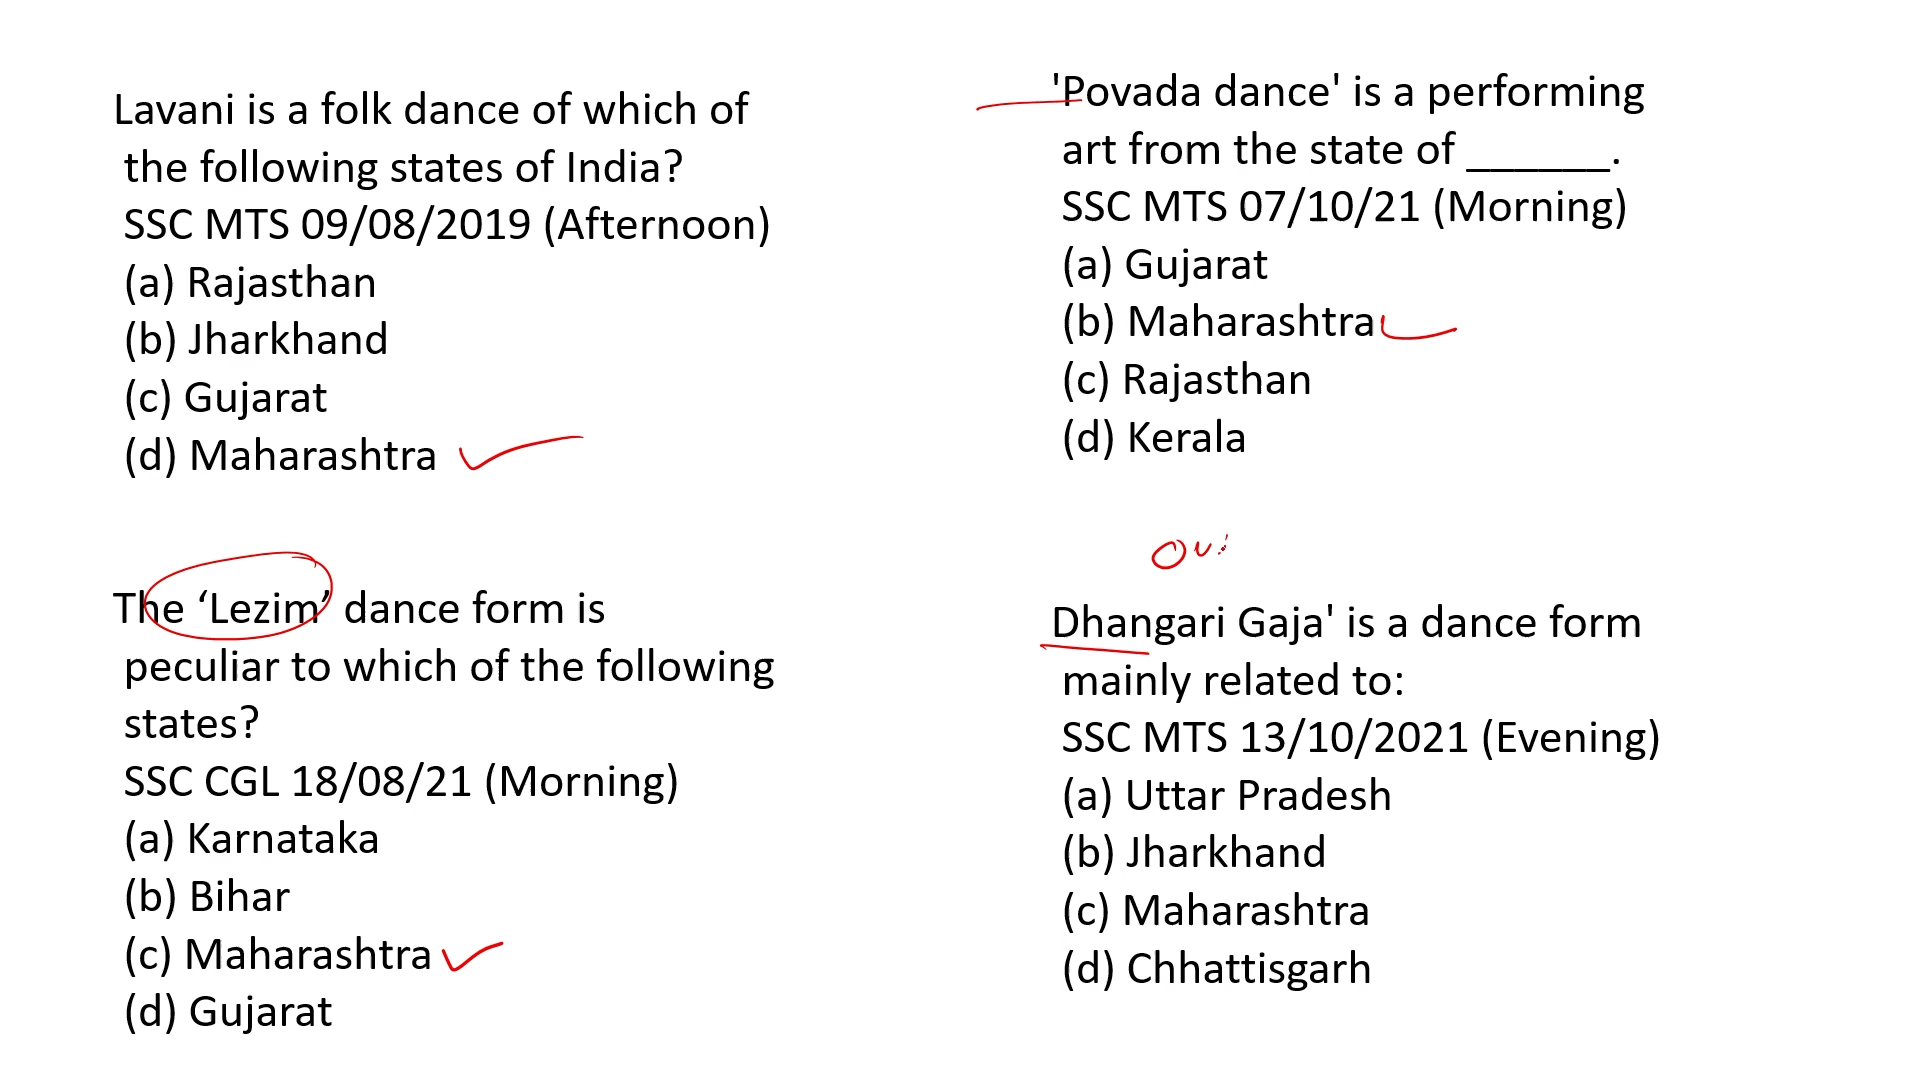 Lavani is a folk dance of which of
the following states of India?
SSC MTS 09/08/2019 (Afternoon)
(a) Rajasthan
(b) Jharkhand
(c) Gujarat
(d) Maharashtra
The ‘Lezim’ dance form is
peculiar to which of the following
states?
SSC CGL 18/08/21 (Morning)
(a) Karnataka
(b) Bihar
(c) Maharashtra
(d) Gujarat
'Povada dance' is a performing
art from the state of ______.
SSC MTS 07/10/21 (Morning)
(a) Gujarat
(b) Maharashtra
(c) Rajasthan
(d) Kerala
Dhangari Gaja' is a dance form
mainly related to:
SSC MTS 13/10/2021 (Evening)
(a) Uttar Pradesh
(b) Jharkhand
(c) Maharashtra
(d) Chhattisgarh